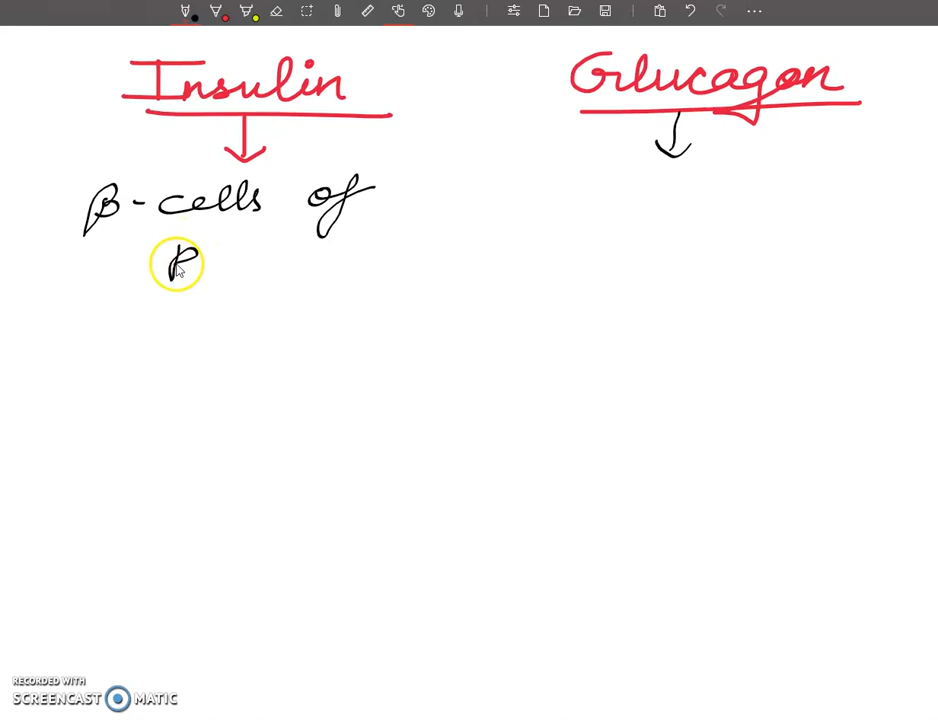 Insulin
Glucagon
β-cells of
P
RECORDED WITH
SCREENCAST MATIC